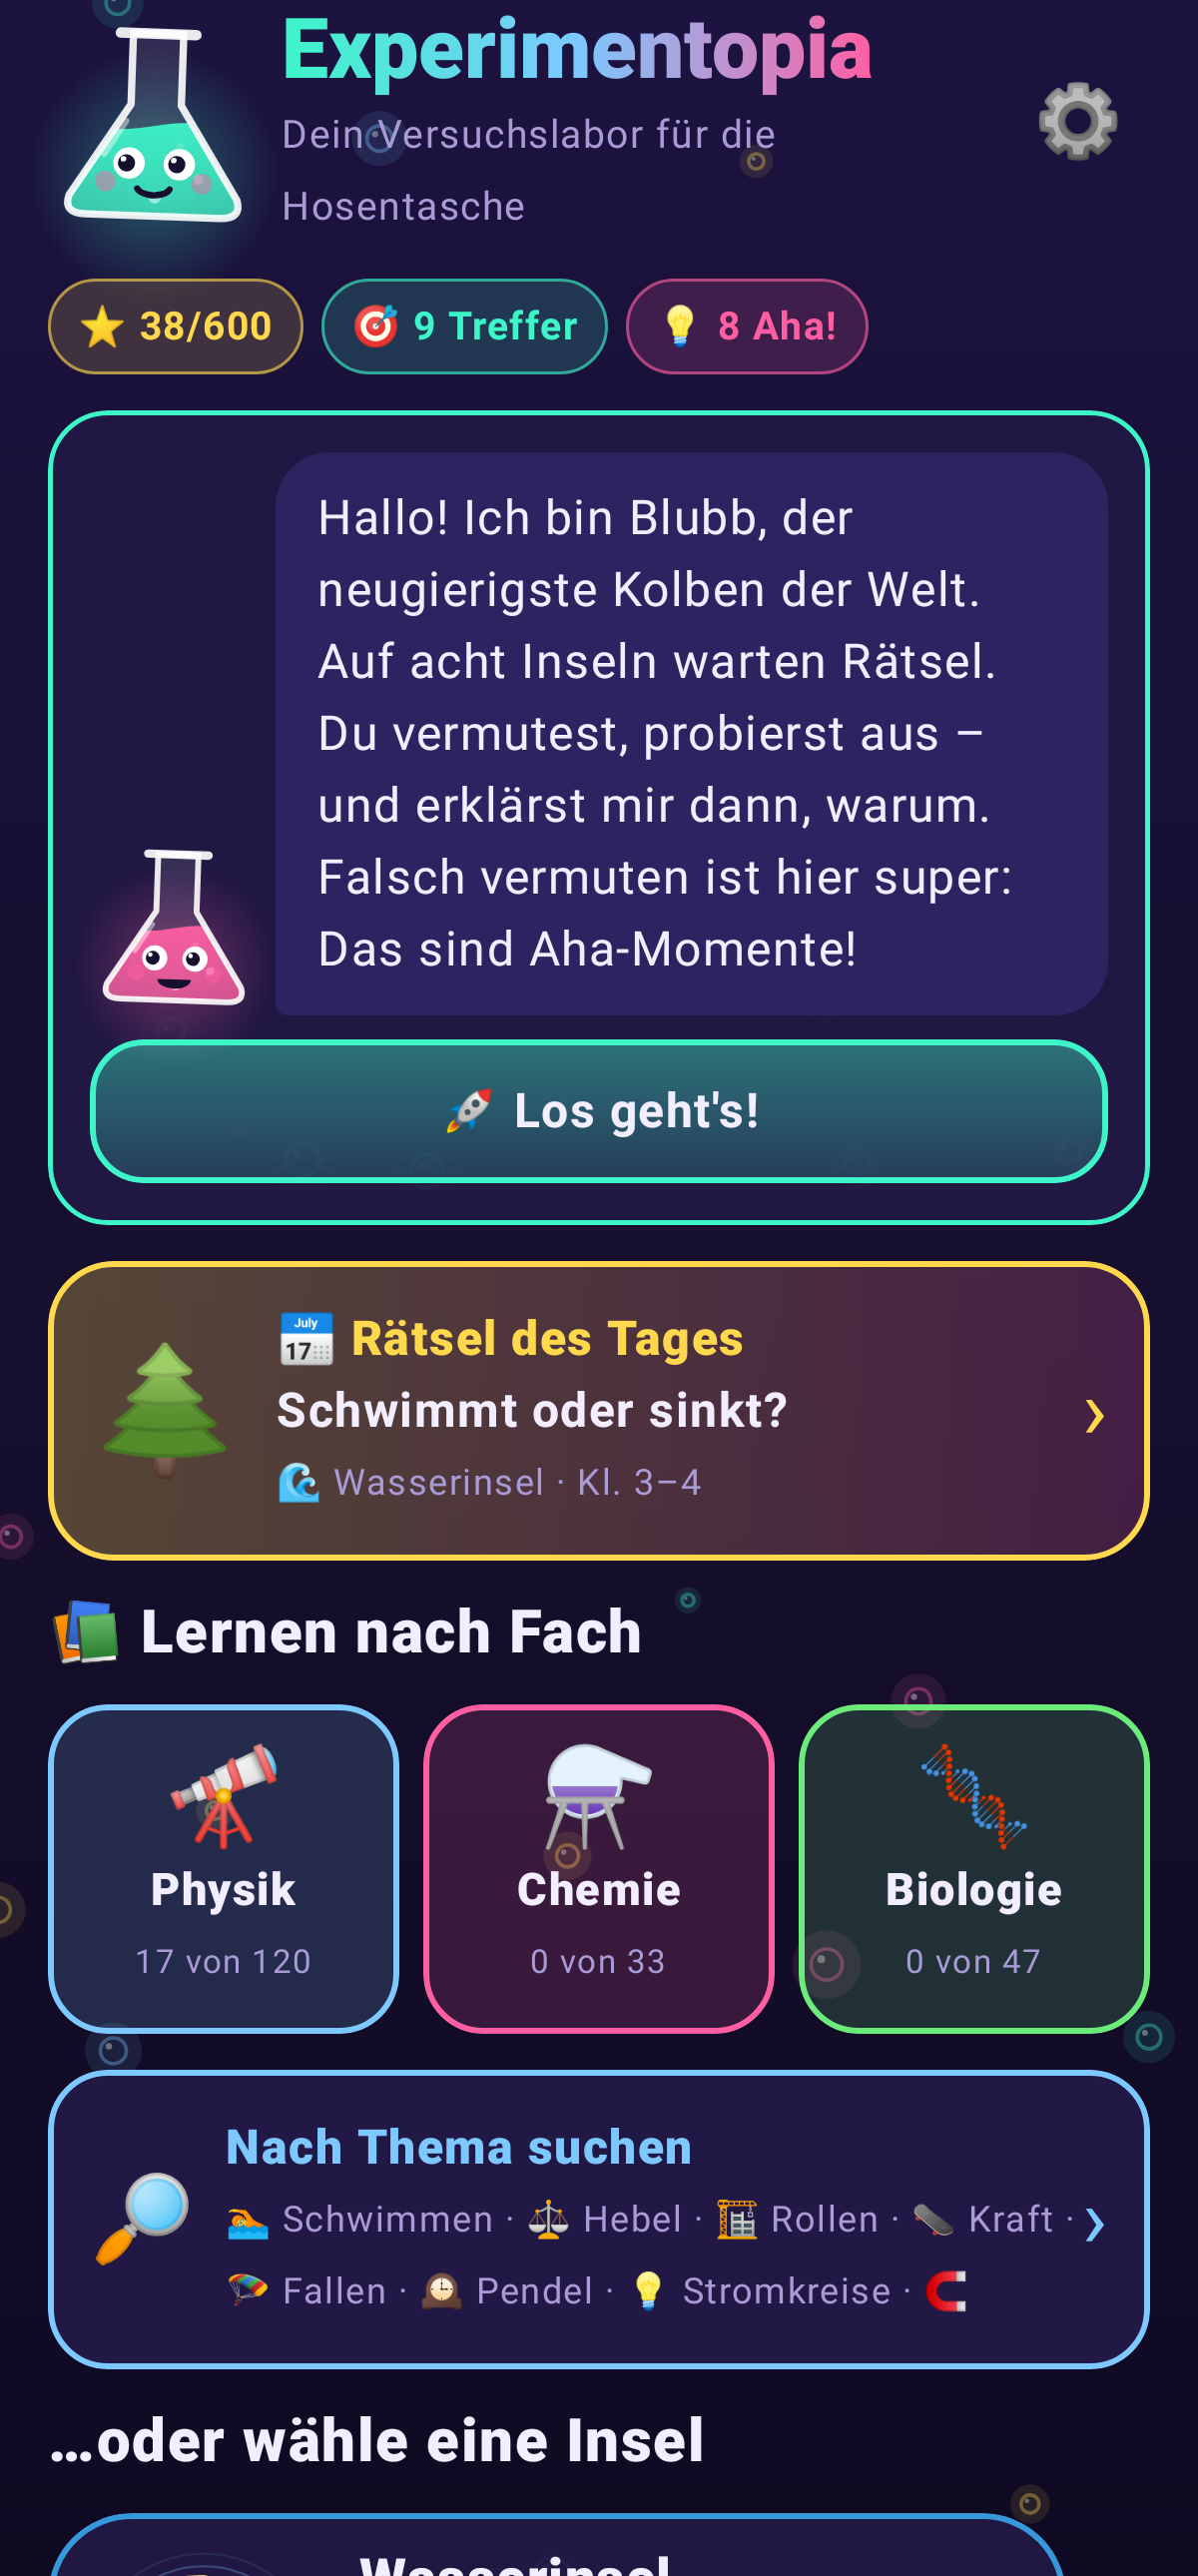 Experimentopia
Dein Versuchslabor für die
Hosentasche
38/600
9 Treffer
8 Aha!
Hallo! Ich bin Blubb, der
neugierigste Kolben der Welt.
Auf acht Inseln warten Rätsel.
Du vermutest, probierst aus –
und erklärst mir dann, warum.
Falsch vermuten ist hier super:
Das sind Aha-Momente!
Los geht's!
July
17
Rätsel des Tages
Schwimmt oder sinkt?
Wasserinsel · Kl. 3–4
Lernen nach Fach
Physik
17 von 120
Chemie
0 von 33
Biologie
0 von 47
Nach Thema suchen
Schwimmen · Hebel · Rollen · Kraft ·
Fallen · Pendel · Stromkreise ·
…oder wähle eine Insel
Wasserinsel